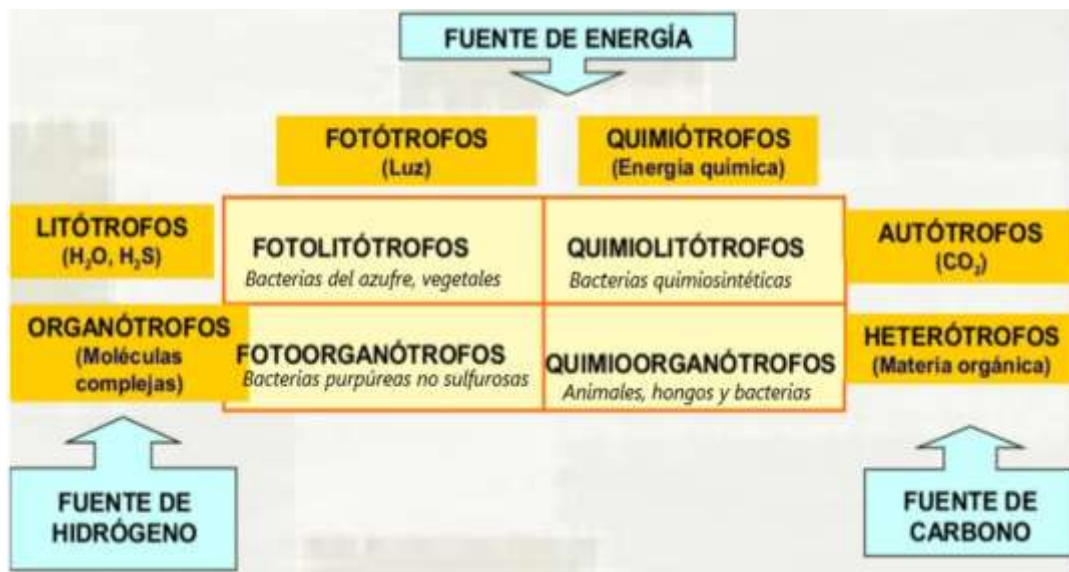 FUENTE DE ENERGÍA
FOTÓTROFOS
(Luz)
QUIMIÓTROFOS
(Energia quimica)
LITÓTROFOS
(H₂O, H₂S)
FOTOLITÓTROFOS
Bacterias del azufre, vegetales
QUIMIOLITÓTROFOS
Bacterias quimiosintéticas
AUTÓTROFOS
(CO₂)
ORGANÓTROFOS
(Moléculas
complejas)
FOTOORGANÓTROFOS
Bacterias purpúreas no sulfurosas
QUIMIOORGANÓTROFOS
Animales, hongos y bacterias
HETERÓTROFOS
(Materia orgánica)
FUENTE DE
HIDRÓGENO
FUENTE DE
CARBONO